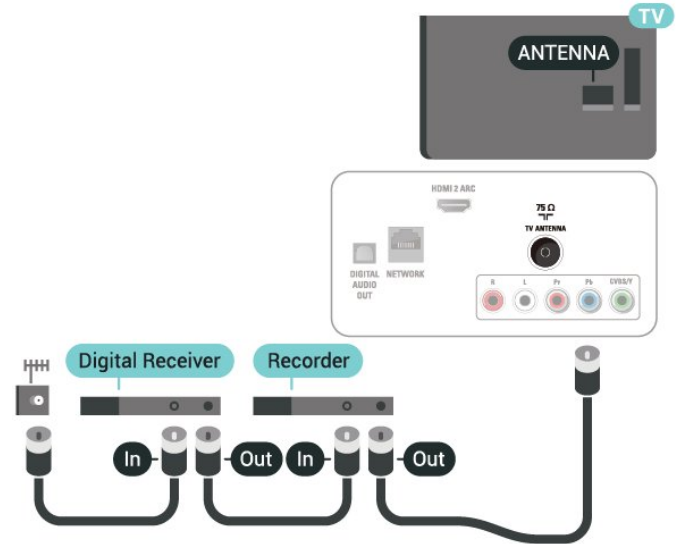 TV
ANTENNA
HDMI 2 ARC
75 Ω
TV ANTENNA
DIGITAL
AUDIO
OUT
NETWORK
R
L
Pr
Pb
CVBS/Y
Digital Receiver
Recorder
In
Out
In
Out